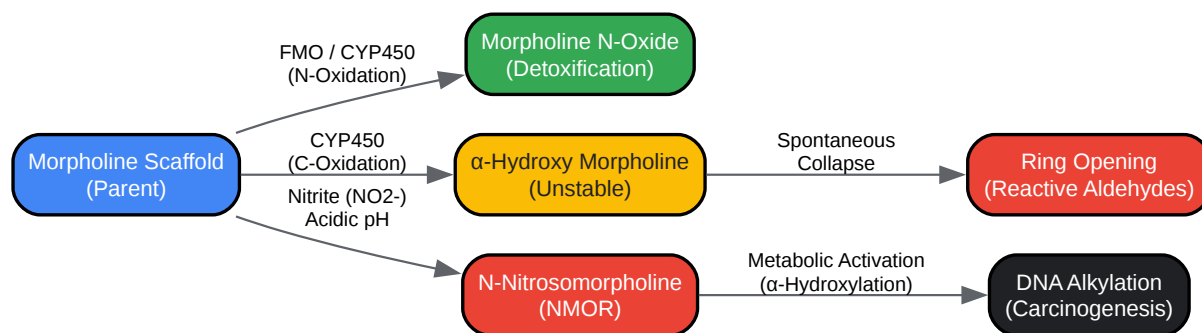 FMO / CYP450
(N-Oxidation)
Morpholine N-Oxide
(Detoxification)
Morpholine Scaffold
(Parent)
CYP450
(C-Oxidation)
α-Hydroxy Morpholine
(Unstable)
Spontaneous
Collapse
Ring Opening
(Reactive Aldehydes)
Nitrite (NO2-)
Acidic pH
N-Nitrosomorpholine
(NMOR)
Metabolic Activation
(α-Hydroxylation)
DNA Alkylation
(Carcinogenesis)